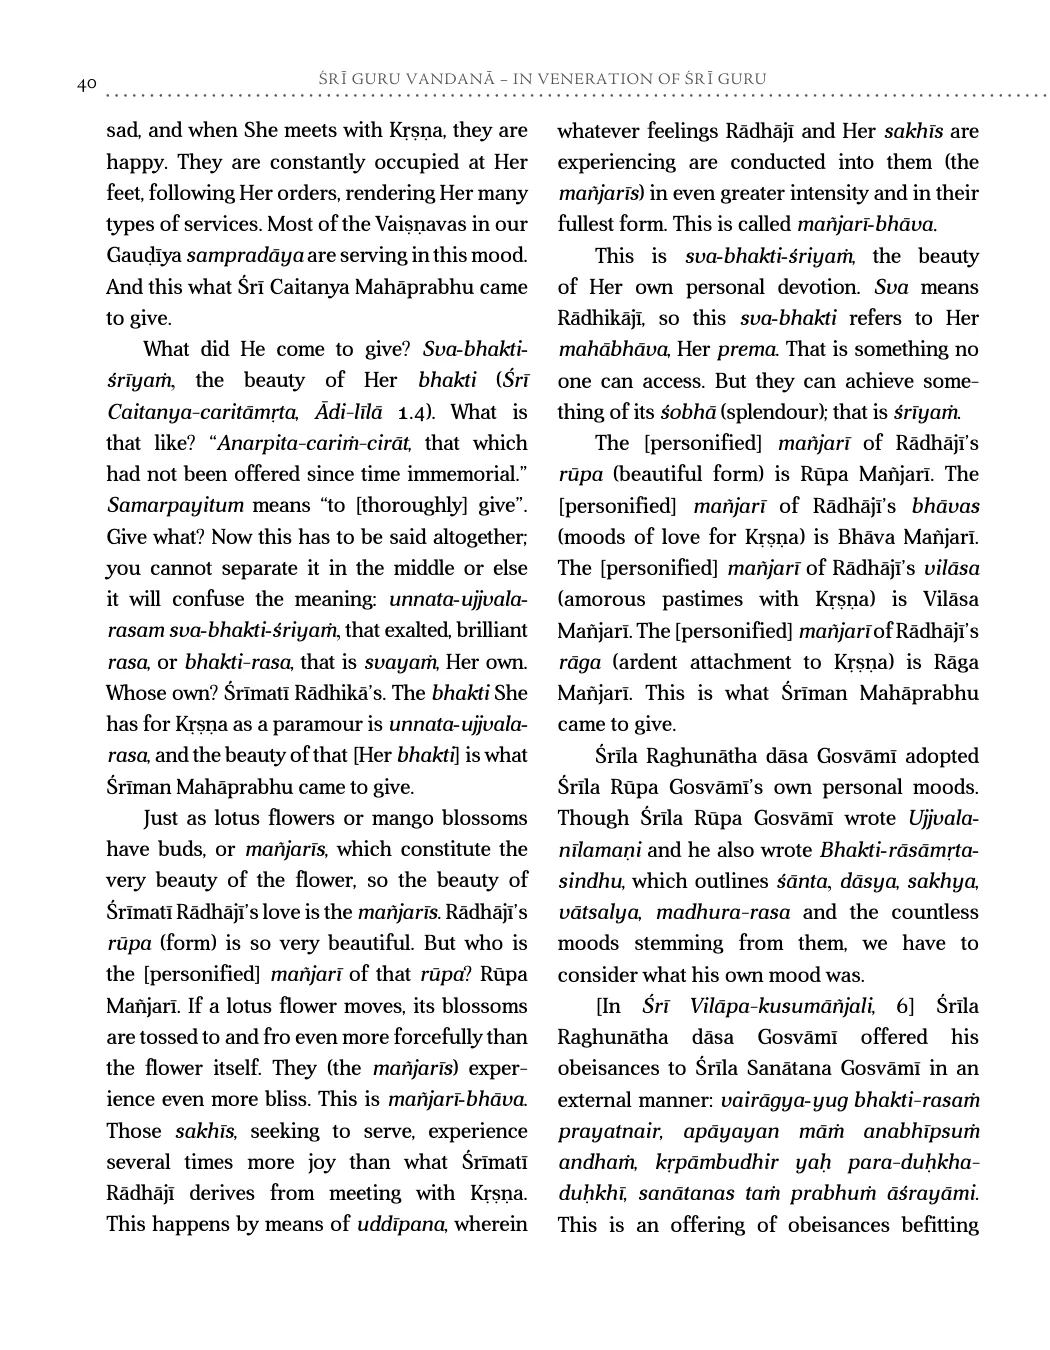 40
ŚRĪ GURU VANDANĀ – IN VENERATION OF ŚRĪ GURU
sad, and when She meets with Kṛṣṇa, they are
happy. They are constantly occupied at Her
feet, following Her orders, rendering Her many
types of services. Most of the Vaiṣṇavas in our
Gauḍīya sampradāya are serving in this mood.
And this what Śrī Caitanya Mahāprabhu came
to give.
What did He come to give? Sva-bhakti-
śrīyaṁ, the beauty of Her bhakti (Śrī
Caitanya-caritāmṛta, Ādi-līlā 1.4). What is
that like? “Anarpita-cariṁ-cirāt, that which
had not been offered since time immemorial.”
Samarpayitum means “to [thoroughly] give”.
Give what? Now this has to be said altogether;
you cannot separate it in the middle or else
it will confuse the meaning: unnata-ujjvala-
rasam sva-bhakti-śriyaṁ, that exalted, brilliant
rasa, or bhakti-rasa, that is svayaṁ, Her own.
Whose own? Śrīmatī Rādhikā’s. The bhakti She
has for Kṛṣṇa as a paramour is unnata-ujjvala-
rasa, and the beauty of that [Her bhakti] is what
Śrīman Mahāprabhu came to give.
Just as lotus flowers or mango blossoms
have buds, or mañjarīs, which constitute the
very beauty of the flower, so the beauty of
Śrīmatī Rādhājī’s love is the mañjarīs. Rādhājī’s
rūpa (form) is so very beautiful. But who is
the [personified] mañjarī of that rūpa? Rūpa
Mañjarī. If a lotus flower moves, its blossoms
are tossed to and fro even more forcefully than
the flower itself. They (the mañjarīs) exper-
ience even more bliss. This is mañjarī-bhāva.
Those sakhīs, seeking to serve, experience
several times more joy than what Śrīmatī
Rādhājī derives from meeting with Kṛṣṇa.
This happens by means of uddīpana, wherein
whatever feelings Rādhājī and Her sakhīs are
experiencing are conducted into them (the
mañjarīs) in even greater intensity and in their
fullest form. This is called mañjarī-bhāva.
This is sva-bhakti-śriyaṁ, the beauty
of Her own personal devotion. Sva means
Rādhikājī, so this sva-bhakti refers to Her
mahābhāva, Her prema. That is something no
one can access. But they can achieve some-
thing of its śobhā (splendour); that is śrīyaṁ.
The [personified] mañjarī of Rādhājī’s
rūpa (beautiful form) is Rūpa Mañjarī. The
[personified] mañjarī of Rādhājī’s bhāvas
(moods of love for Kṛṣṇa) is Bhāva Mañjarī.
The [personified] mañjarī of Rādhājī’s vilāsa
(amorous pastimes with Kṛṣṇa) is Vilāsa
Mañjarī. The [personified] mañjarī of Rādhājī’s
rāga (ardent attachment to Kṛṣṇa) is Rāga
Mañjarī. This is what Śrīman Mahāprabhu
came to give.
Śrīla Raghunātha dāsa Gosvāmī adopted
Śrīla Rūpa Gosvāmī’s own personal moods.
Though Śrīla Rūpa Gosvāmī wrote Ujjvala-
nīlamaṇi and he also wrote Bhakti-rāsāmṛta-
sindhu, which outlines śānta, dāsya, sakhya,
vātsalya, madhura-rasa and the countless
moods stemming from them, we have to
consider what his own mood was.
[In Śrī Vilāpa-kusumāñjali, 6] Śrīla
Raghunātha dāsa Gosvāmī offered his
obeisances to Śrīla Sanātana Gosvāmī in an
external manner: vairāgya-yug bhakti-rasaṁ
prayatnair, apāyayan māṁ anabhīpsuṁ
andhaṁ, kṛpāmbudhir yaḥ para-duḥkha-
duḥkhī, sanātanas taṁ prabhuṁ āśrayāmi.
This is an offering of obeisances befitting